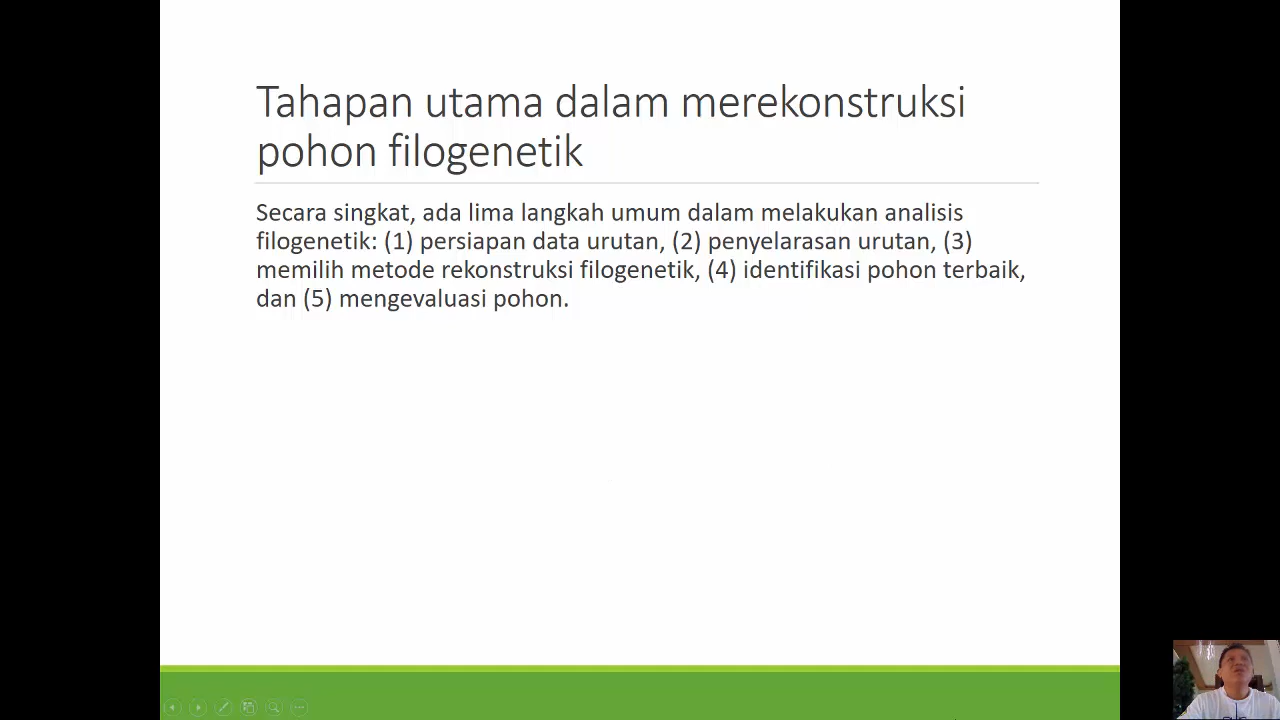 Tahapan utama dalam merekonstruksi
pohon filogenetik
Secara singkat, ada lima langkah umum dalam melakukan analisis
filogenetik: (1) persiapan data urutan, (2) penyelarasan urutan, (3)
memilih metode rekonstruksi filogenetik, (4) identifikasi pohon terbaik,
dan (5) mengevaluasi pohon.